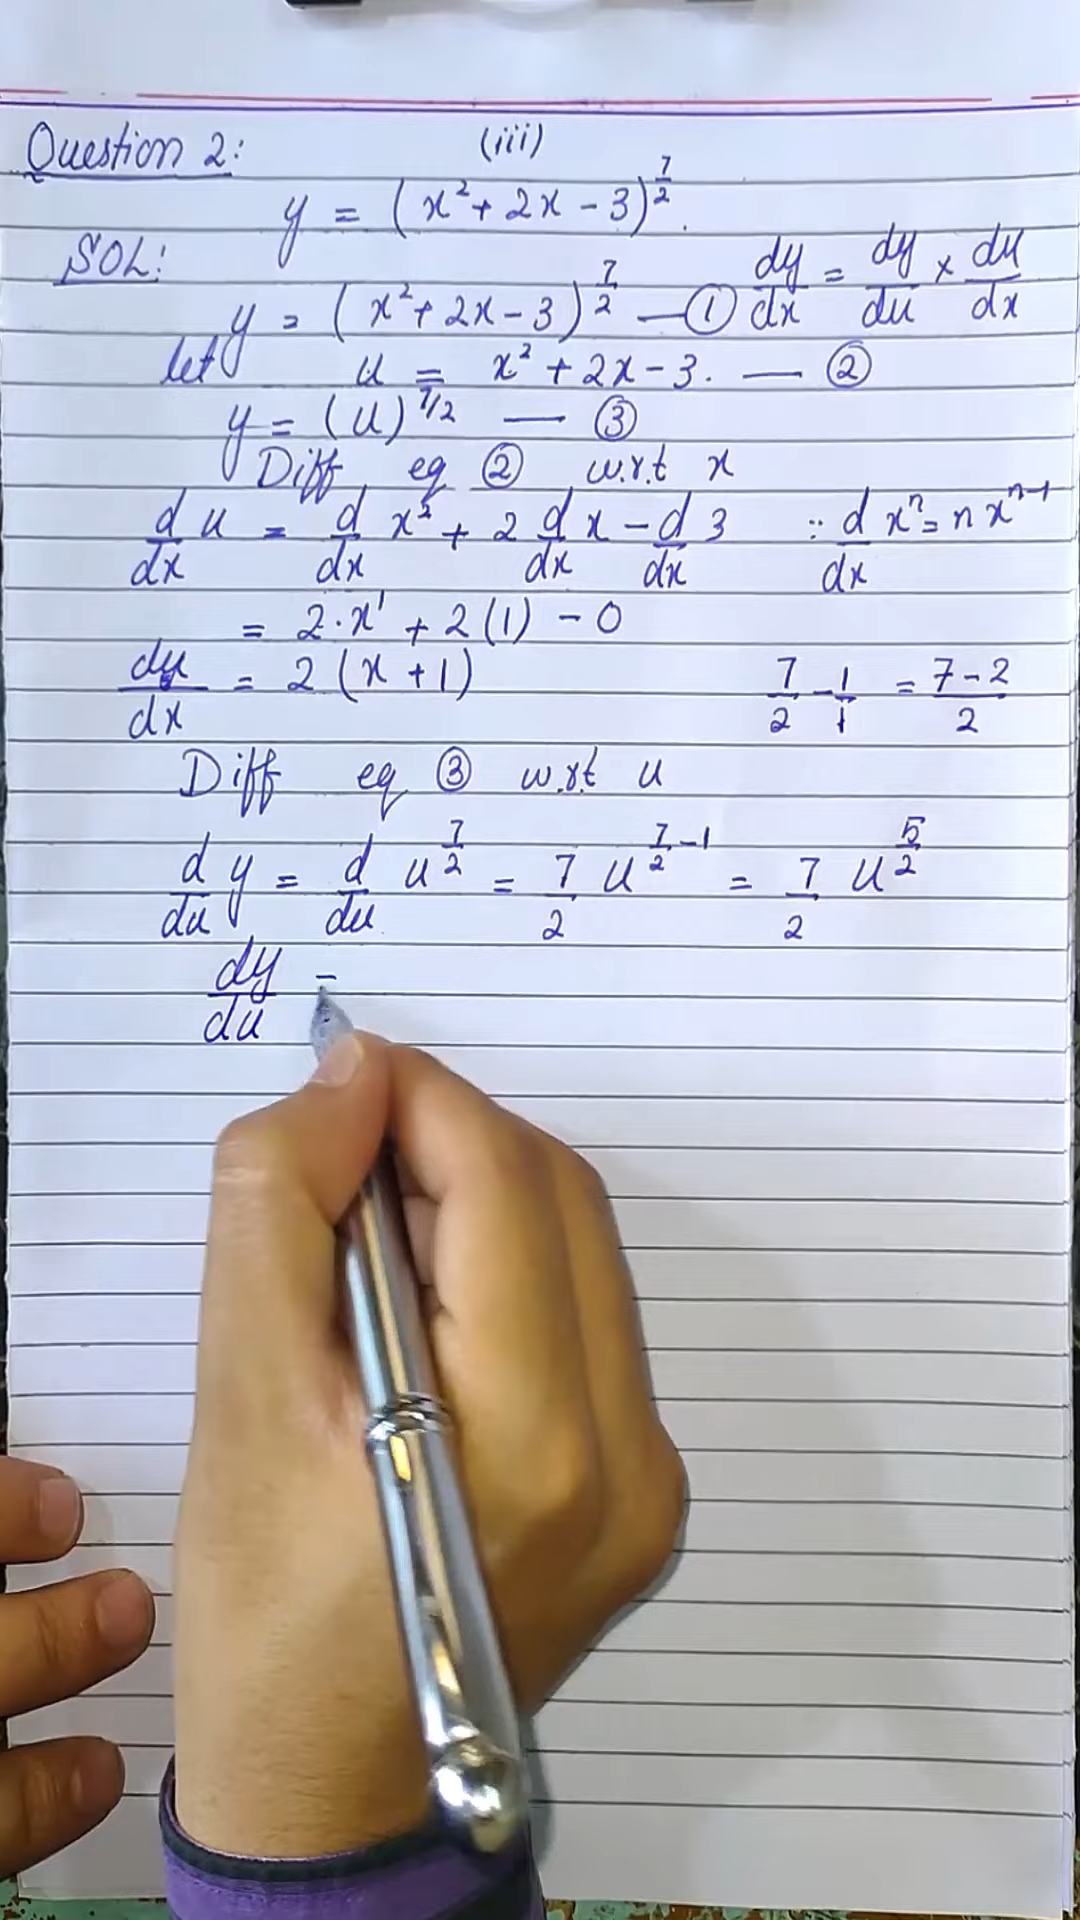 Question 2: (iii)
y = (x² + 2x - 3)^(7/2).
SOL:
y = (x² + 2x - 3)^(7/2) — ① dy/dx = dy/du × du/dx
let u = x² + 2x - 3. — ②
y = (u)^(7/2) — ③
Diff eq ② w.r.t x
d/dx u = d/dx x² + 2 d/dx x - d/dx 3 ∵ d/dx xⁿ = n xⁿ⁻¹
= 2·x¹ + 2(1) - 0
du/dx = 2 (x + 1) 7/2 - 1/1 = (7-2)/2
Diff eq ③ w.r.t u
d/du y = d/du u^(7/2) = 7/2 u^(7/2 - 1) = 7/2 u^(5/2)
dy/du =